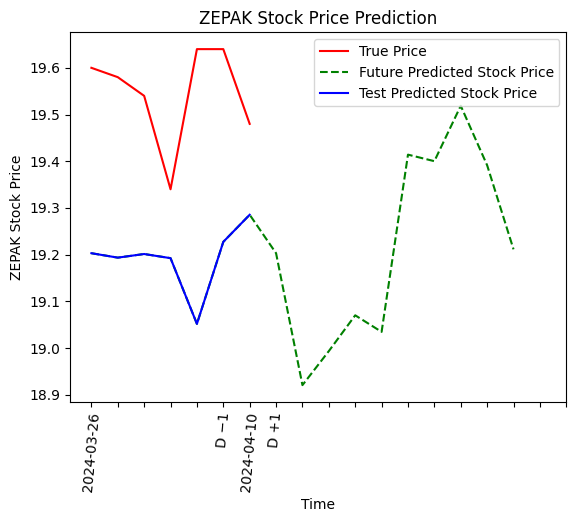 ZEPAK Stock Price Prediction
True Price
Future Predicted Stock Price
Test Predicted Stock Price
ZEPAK Stock Price
19.6
19.5
19.4
19.3
19.2
19.1
19.0
18.9
2024-03-26
D −1
2024-04-10
D +1
Time